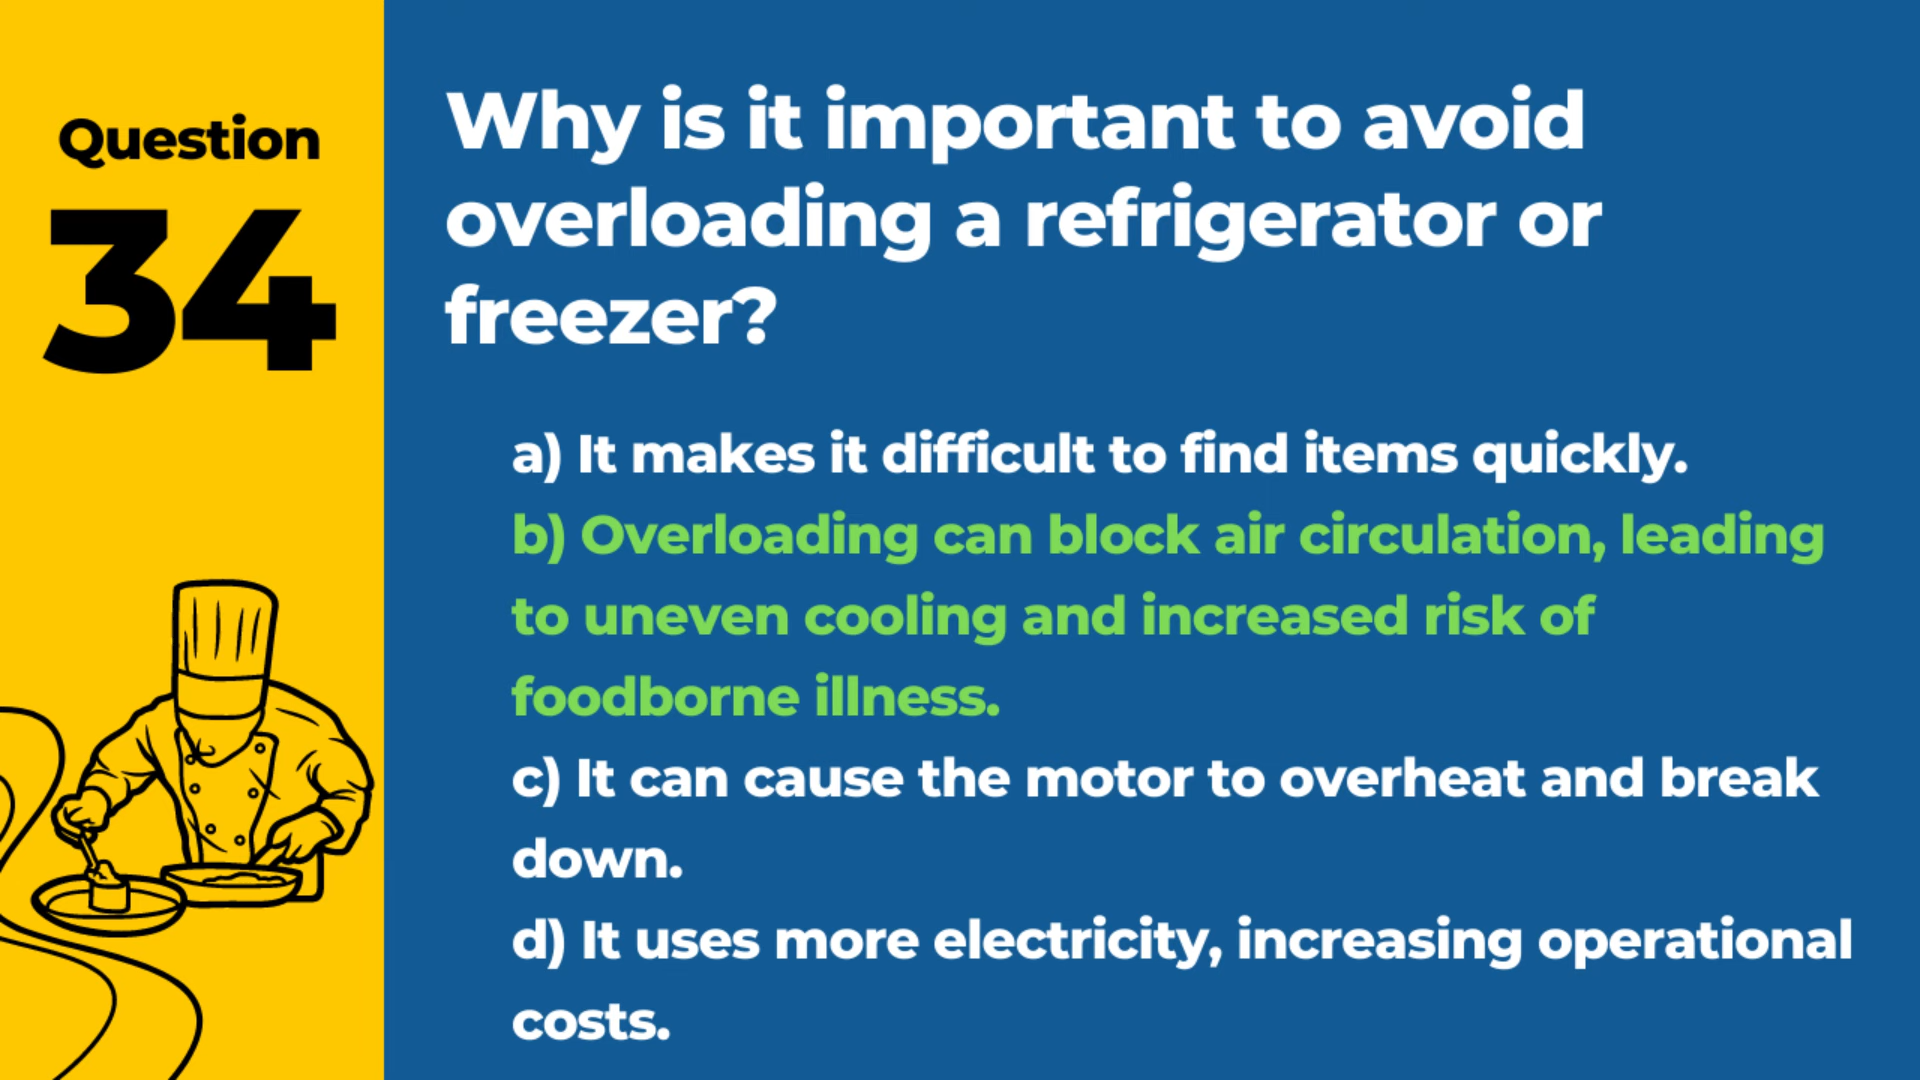 Question
34
Why is it important to avoid
overloading a refrigerator or
freezer?
a) It makes it difficult to find items quickly.
b) Overloading can block air circulation, leading
to uneven cooling and increased risk of
foodborne illness.
c) It can cause the motor to overheat and break
down.
d) It uses more electricity, increasing operational
costs.